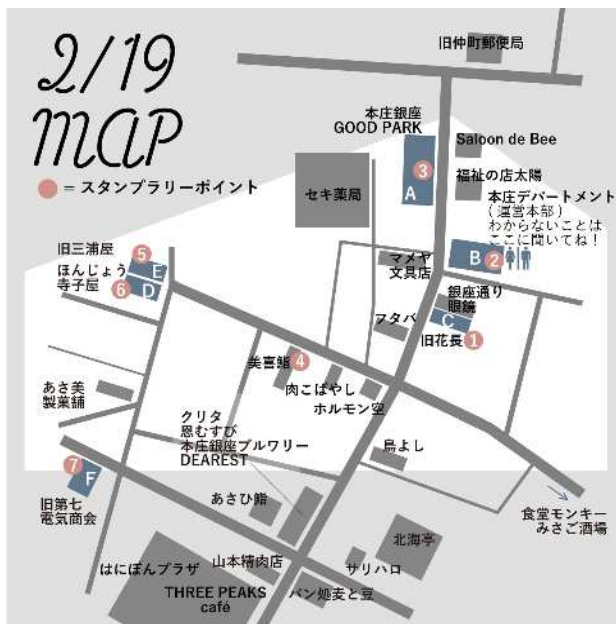 2/19
MAP
= スタンプラリーポイント
旧仲町郵便局
本庄銀座
GOOD PARK
3
A
Saloon de Bee
福祉の店太陽
セキ薬局
本庄デパートメント
(運営本部)
わからないことは
ここに聞いてね!
B
2
マメヤ
文具店
銀座通り
眼鏡
C
旧花長
1
フタバ
旧三浦屋
5
E
ほんじょう
寺子屋
6
D
美喜鮨
4
肉こばやし
ホルモン空
あさ美
製菓舗
クリタ
恩むすび
本庄銀座ブルワリー
DEAREST
鳥よし
7
F
旧第七
電気商会
あさひ鮨
食堂モンキー
みさご酒場
北海亭
はにぽんプラザ
山本精肉店
サリハロ
THREE PEAKS
café
パン処麦と豆